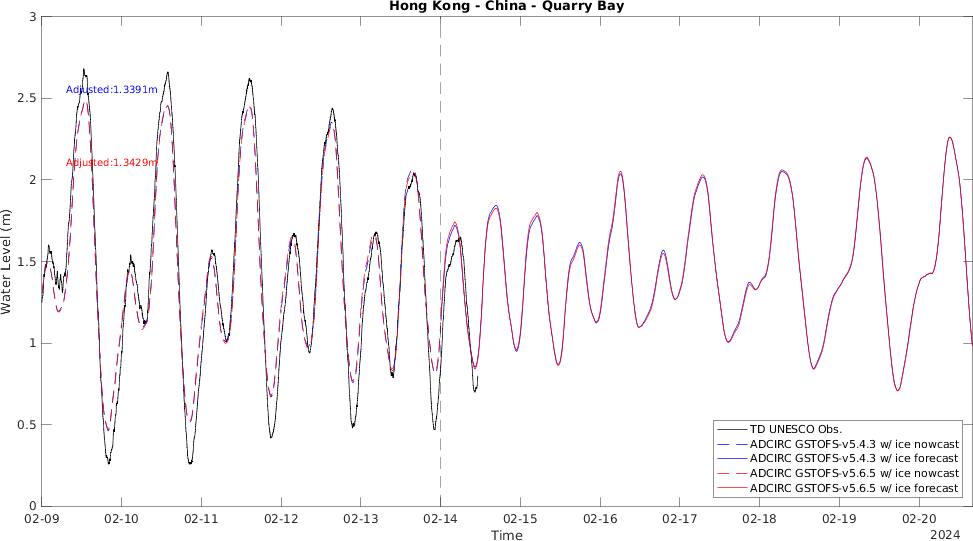 Hong Kong - China - Quarry Bay
3
2.5
2
1.5
1
0.5
0
Water Level (m)
Adjusted:1.3391m
Adjusted:1.3429m
TD UNESCO Obs.
ADCIRC GSTOFS-v5.4.3 w/ ice nowcast
ADCIRC GSTOFS-v5.4.3 w/ ice forecast
ADCIRC GSTOFS-v5.6.5 w/ ice nowcast
ADCIRC GSTOFS-v5.6.5 w/ ice forecast
02-09 02-10 02-11 02-12 02-13 02-14 02-15 02-16 02-17 02-18 02-19 02-20
2024
Time